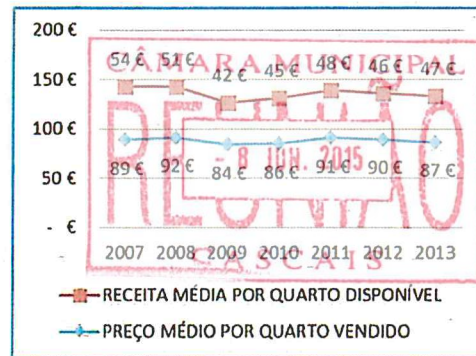 200 €
CÂMARA MUNICIPAL
54 € 51 € 42 € 45 € 48 € 46 € 47 €
150 €
100 €
REUNIÃO
- 8 JUN. 2015
89 € 92 € 84 € 86 € 91 € 90 € 87 €
50 €
- €
2007 2008 2009 2010 2011 2012 2013
CASCAIS
RECEITA MÉDIA POR QUARTO DISPONÍVEL
PREÇO MÉDIO POR QUARTO VENDIDO